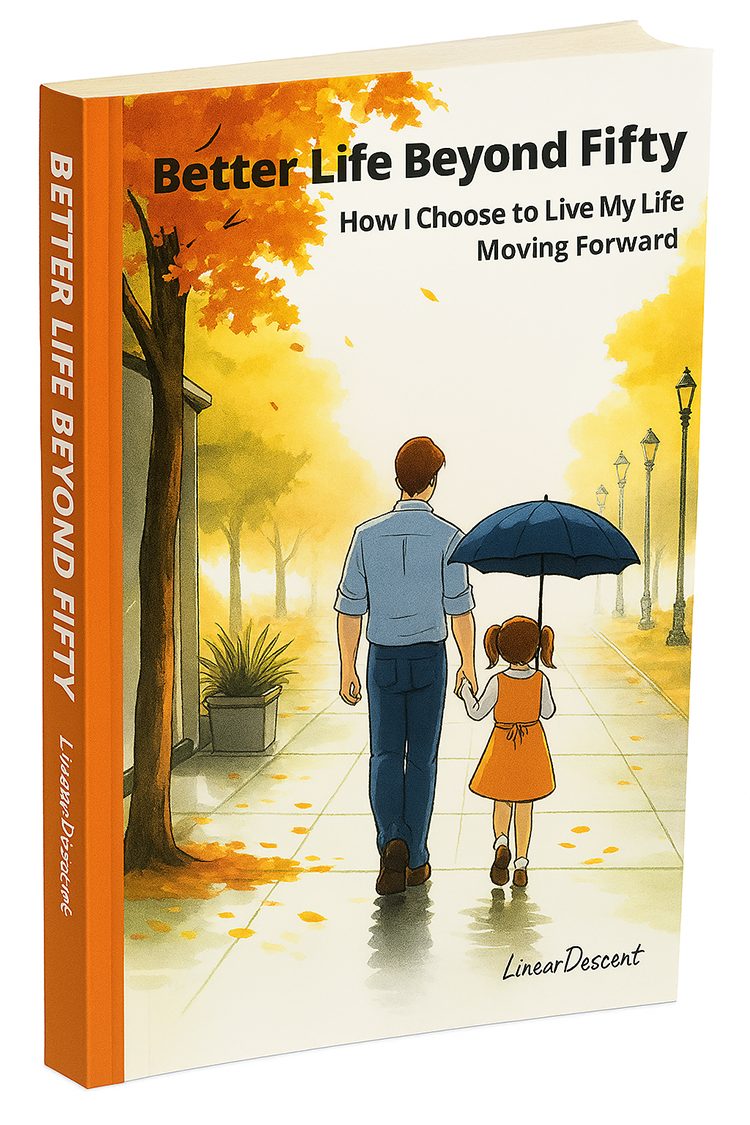 Better Life Beyond Fifty
How I Choose to Live My Life
Moving Forward
LinearDescent
BETTER LIFE BEYOND FIFTY